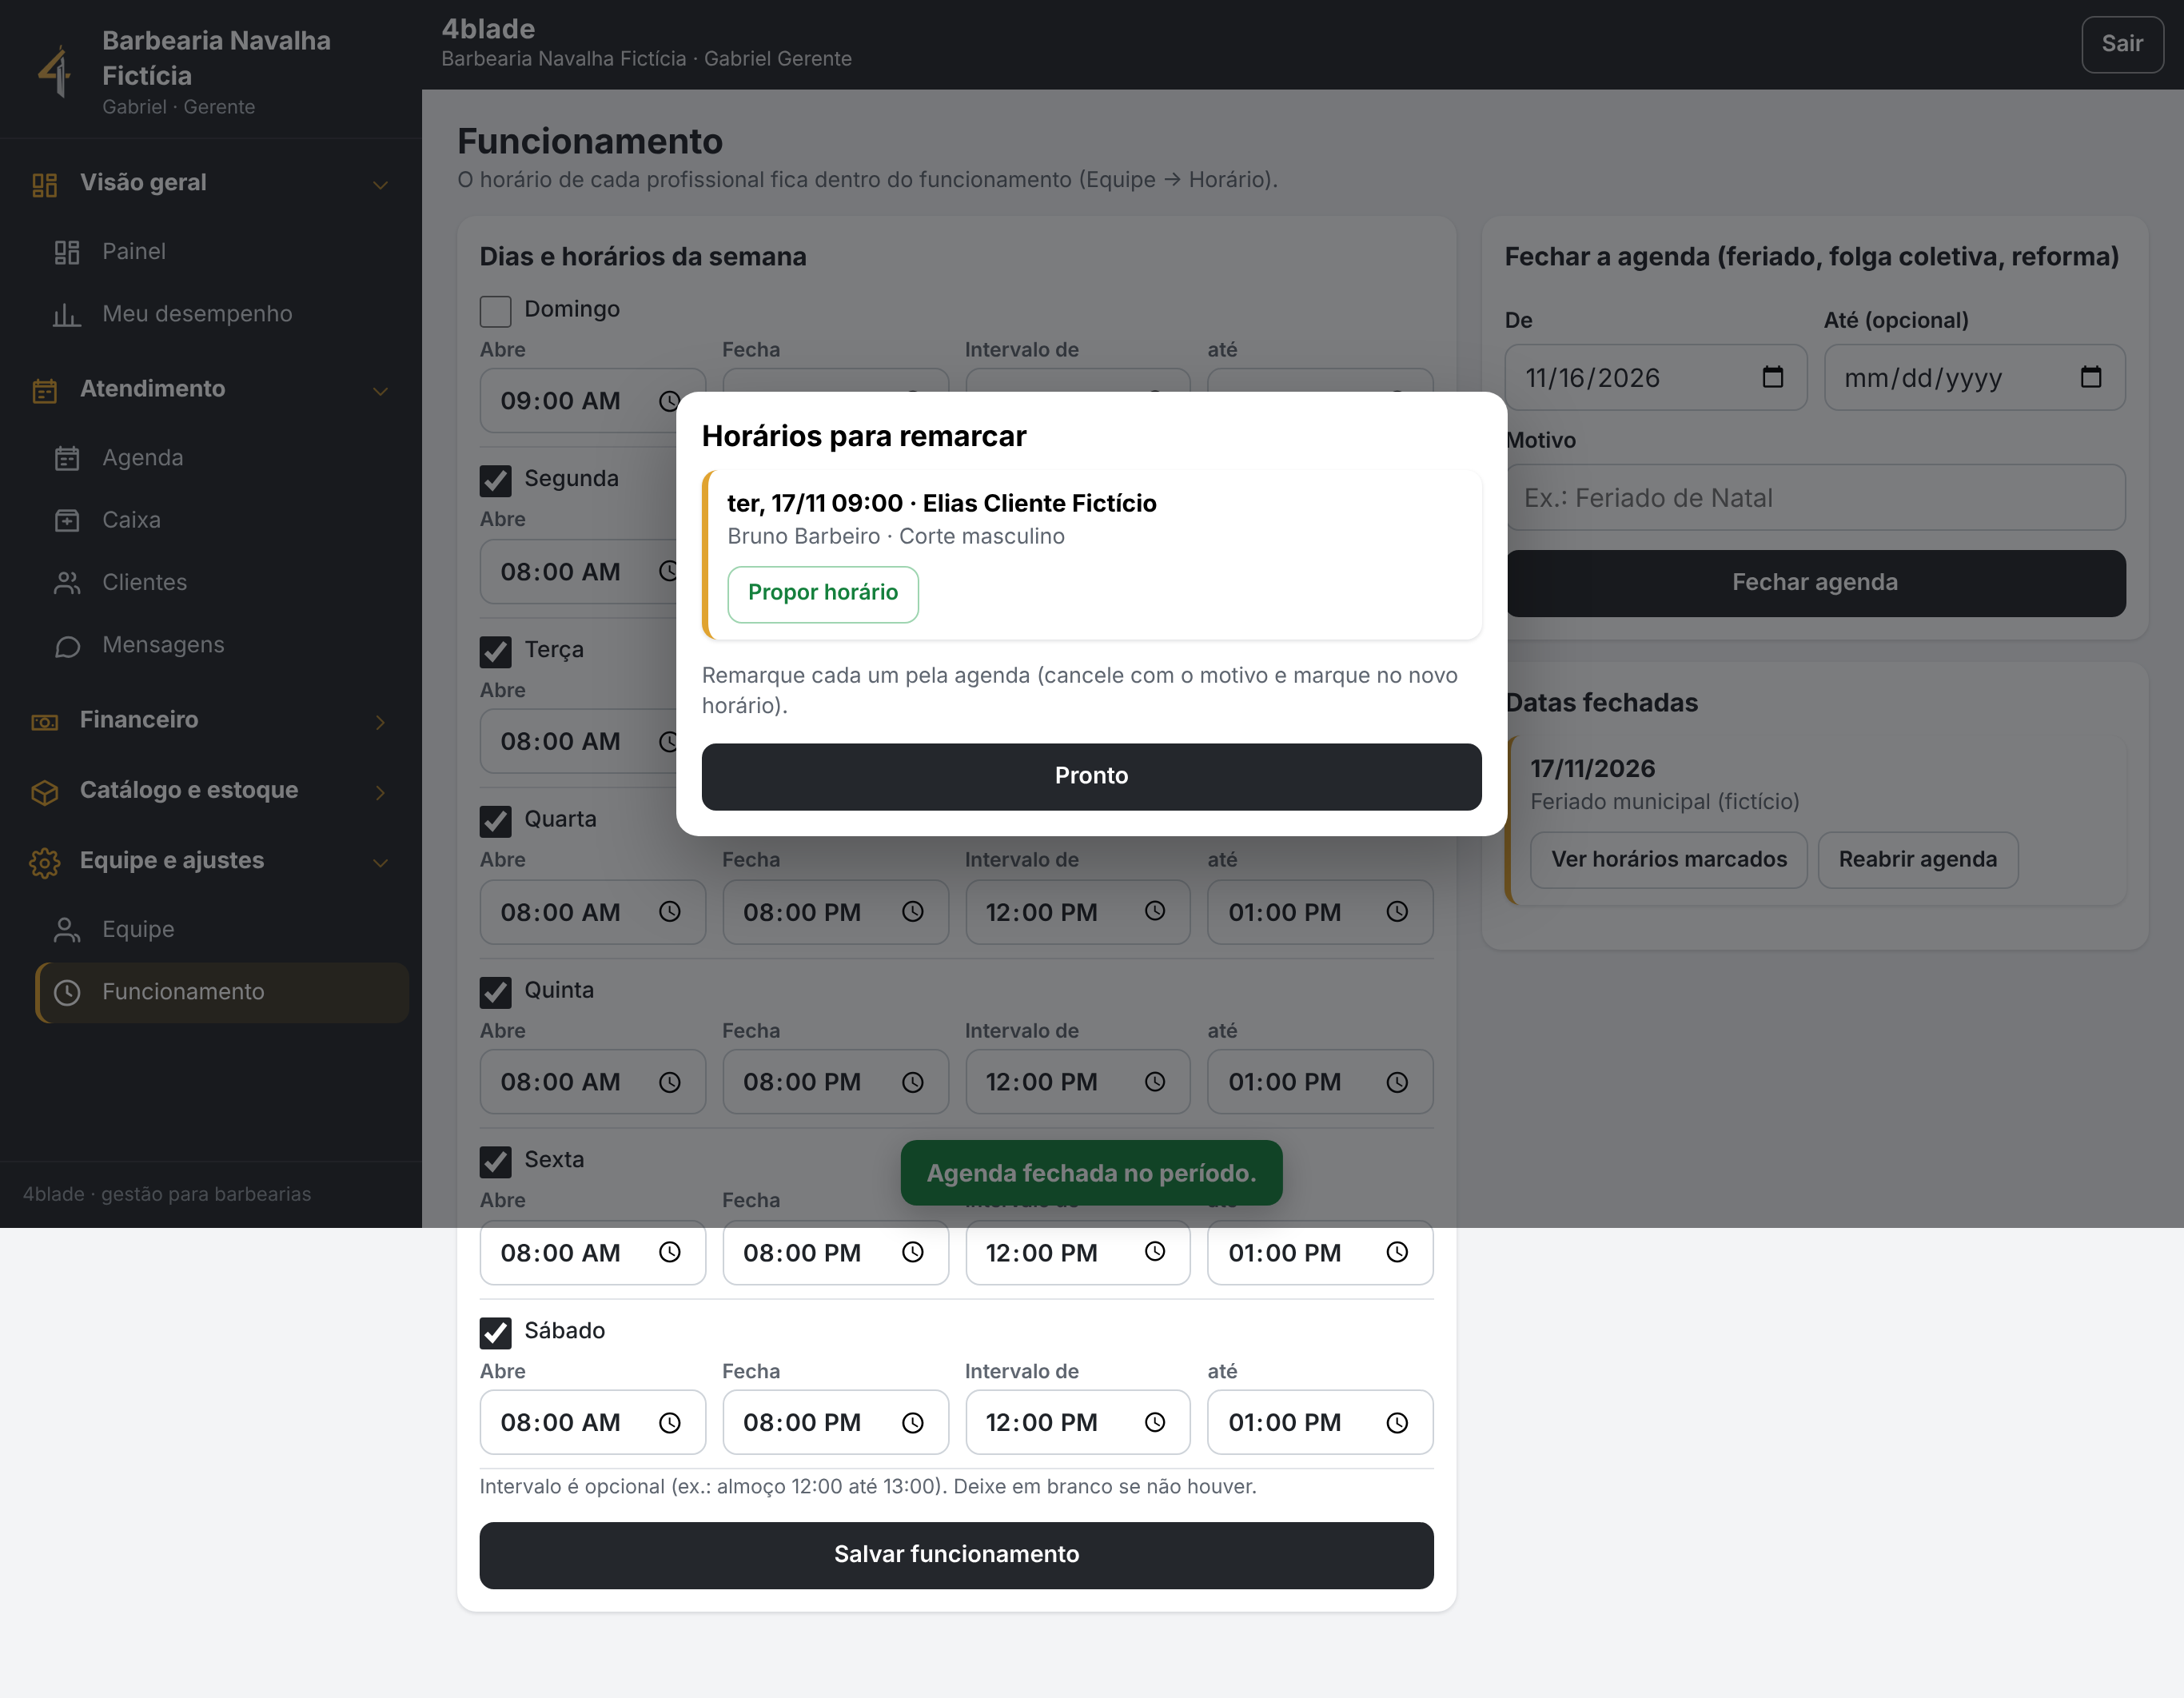 Barbearia Navalha
Fictícia
Gabriel · Gerente
Visão geral
Painel
Meu desempenho
Atendimento
Agenda
Caixa
Clientes
Mensagens
Financeiro
Catálogo e estoque
Equipe e ajustes
Equipe
Funcionamento
4blade · gestão para barbearias
4blade
Barbearia Navalha Fictícia · Gabriel Gerente
Sair
Funcionamento
O horário de cada profissional fica dentro do funcionamento (Equipe → Horário).
Dias e horários da semana
Domingo
Abre Fecha Intervalo de até
09:00 AM
Segunda
Abre
08:00 AM
Terça
Abre
08:00 AM
Quarta
Abre Fecha Intervalo de até
08:00 AM 08:00 PM 12:00 PM 01:00 PM
Quinta
Abre Fecha Intervalo de até
08:00 AM 08:00 PM 12:00 PM 01:00 PM
Sexta
Abre Fecha
08:00 AM 08:00 PM 12:00 PM 01:00 PM
Sábado
Abre Fecha Intervalo de até
08:00 AM 08:00 PM 12:00 PM 01:00 PM
Intervalo é opcional (ex.: almoço 12:00 até 13:00). Deixe em branco se não houver.
Salvar funcionamento
Horários para remarcar
ter, 17/11 09:00 · Elias Cliente Fictício
Bruno Barbeiro · Corte masculino
Propor horário
Remarque cada um pela agenda (cancele com o motivo e marque no novo
horário).
Pronto
Agenda fechada no período.
Fechar a agenda (feriado, folga coletiva, reforma)
De Até (opcional)
11/16/2026 mm/dd/yyyy
Motivo
Ex.: Feriado de Natal
Fechar agenda
Datas fechadas
17/11/2026
Feriado municipal (fictício)
Ver horários marcados Reabrir agenda